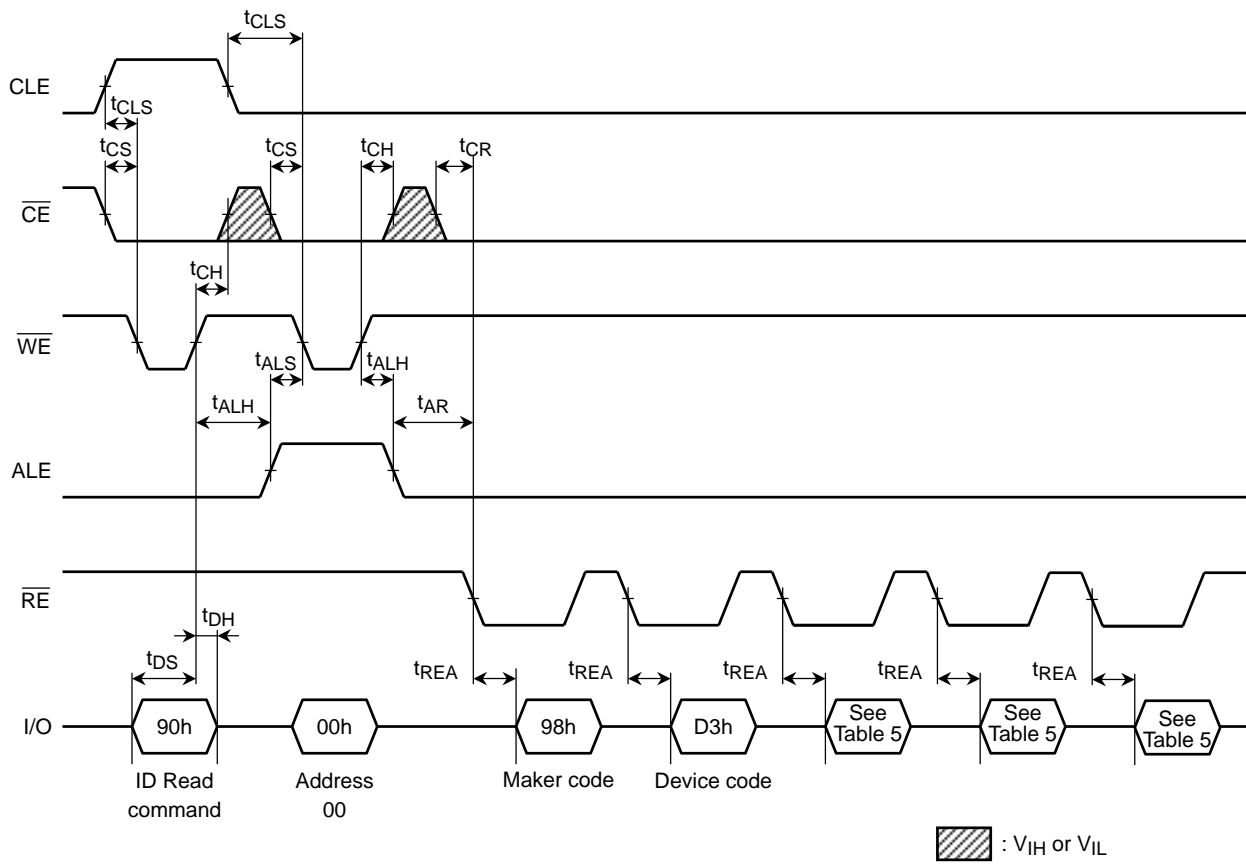 tCLS
CLE
tCLS
tCS
tCS
tCH
tCR
CE
tCH
WE
tALS
tALH
tALH
tAR
ALE
RE
tDH
tDS
tREA
tREA
tREA
tREA
tREA
I/O
90h
00h
98h
D3h
See
Table 5
See
Table 5
See
Table 5
ID Read
command
Address
00
Maker code
Device code
: VIH or VIL